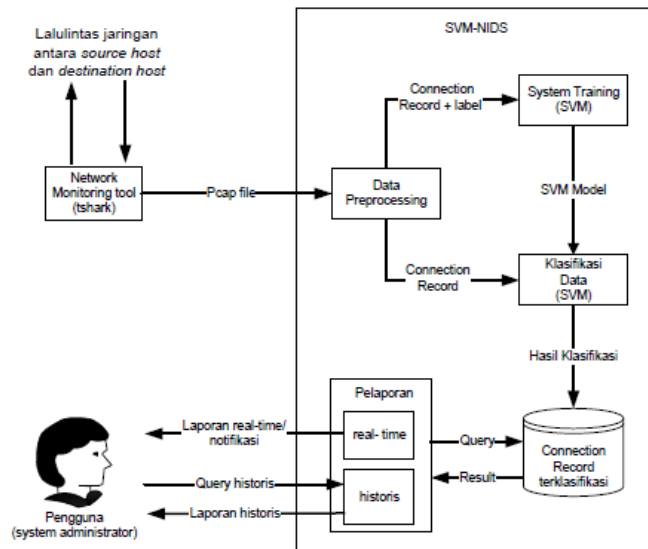 Lalulintas jaringan
antara source host
dan destination host
SVM-NIDS
Connection
Record + label
System Training
(SVM)
Network
Monitoring tool
(tshark)
Pcap file
Data
Preprocessing
SVM Model
Connection
Record
Klasifikasi
Data
(SVM)
Hasil Klasifikasi
Pelaporan
Laporan real-time/
notifikasi
real- time
Query
Connection
Record
terklasifikasi
Result
Query historis
historis
Laporan historis
Pengguna
(system administrator)